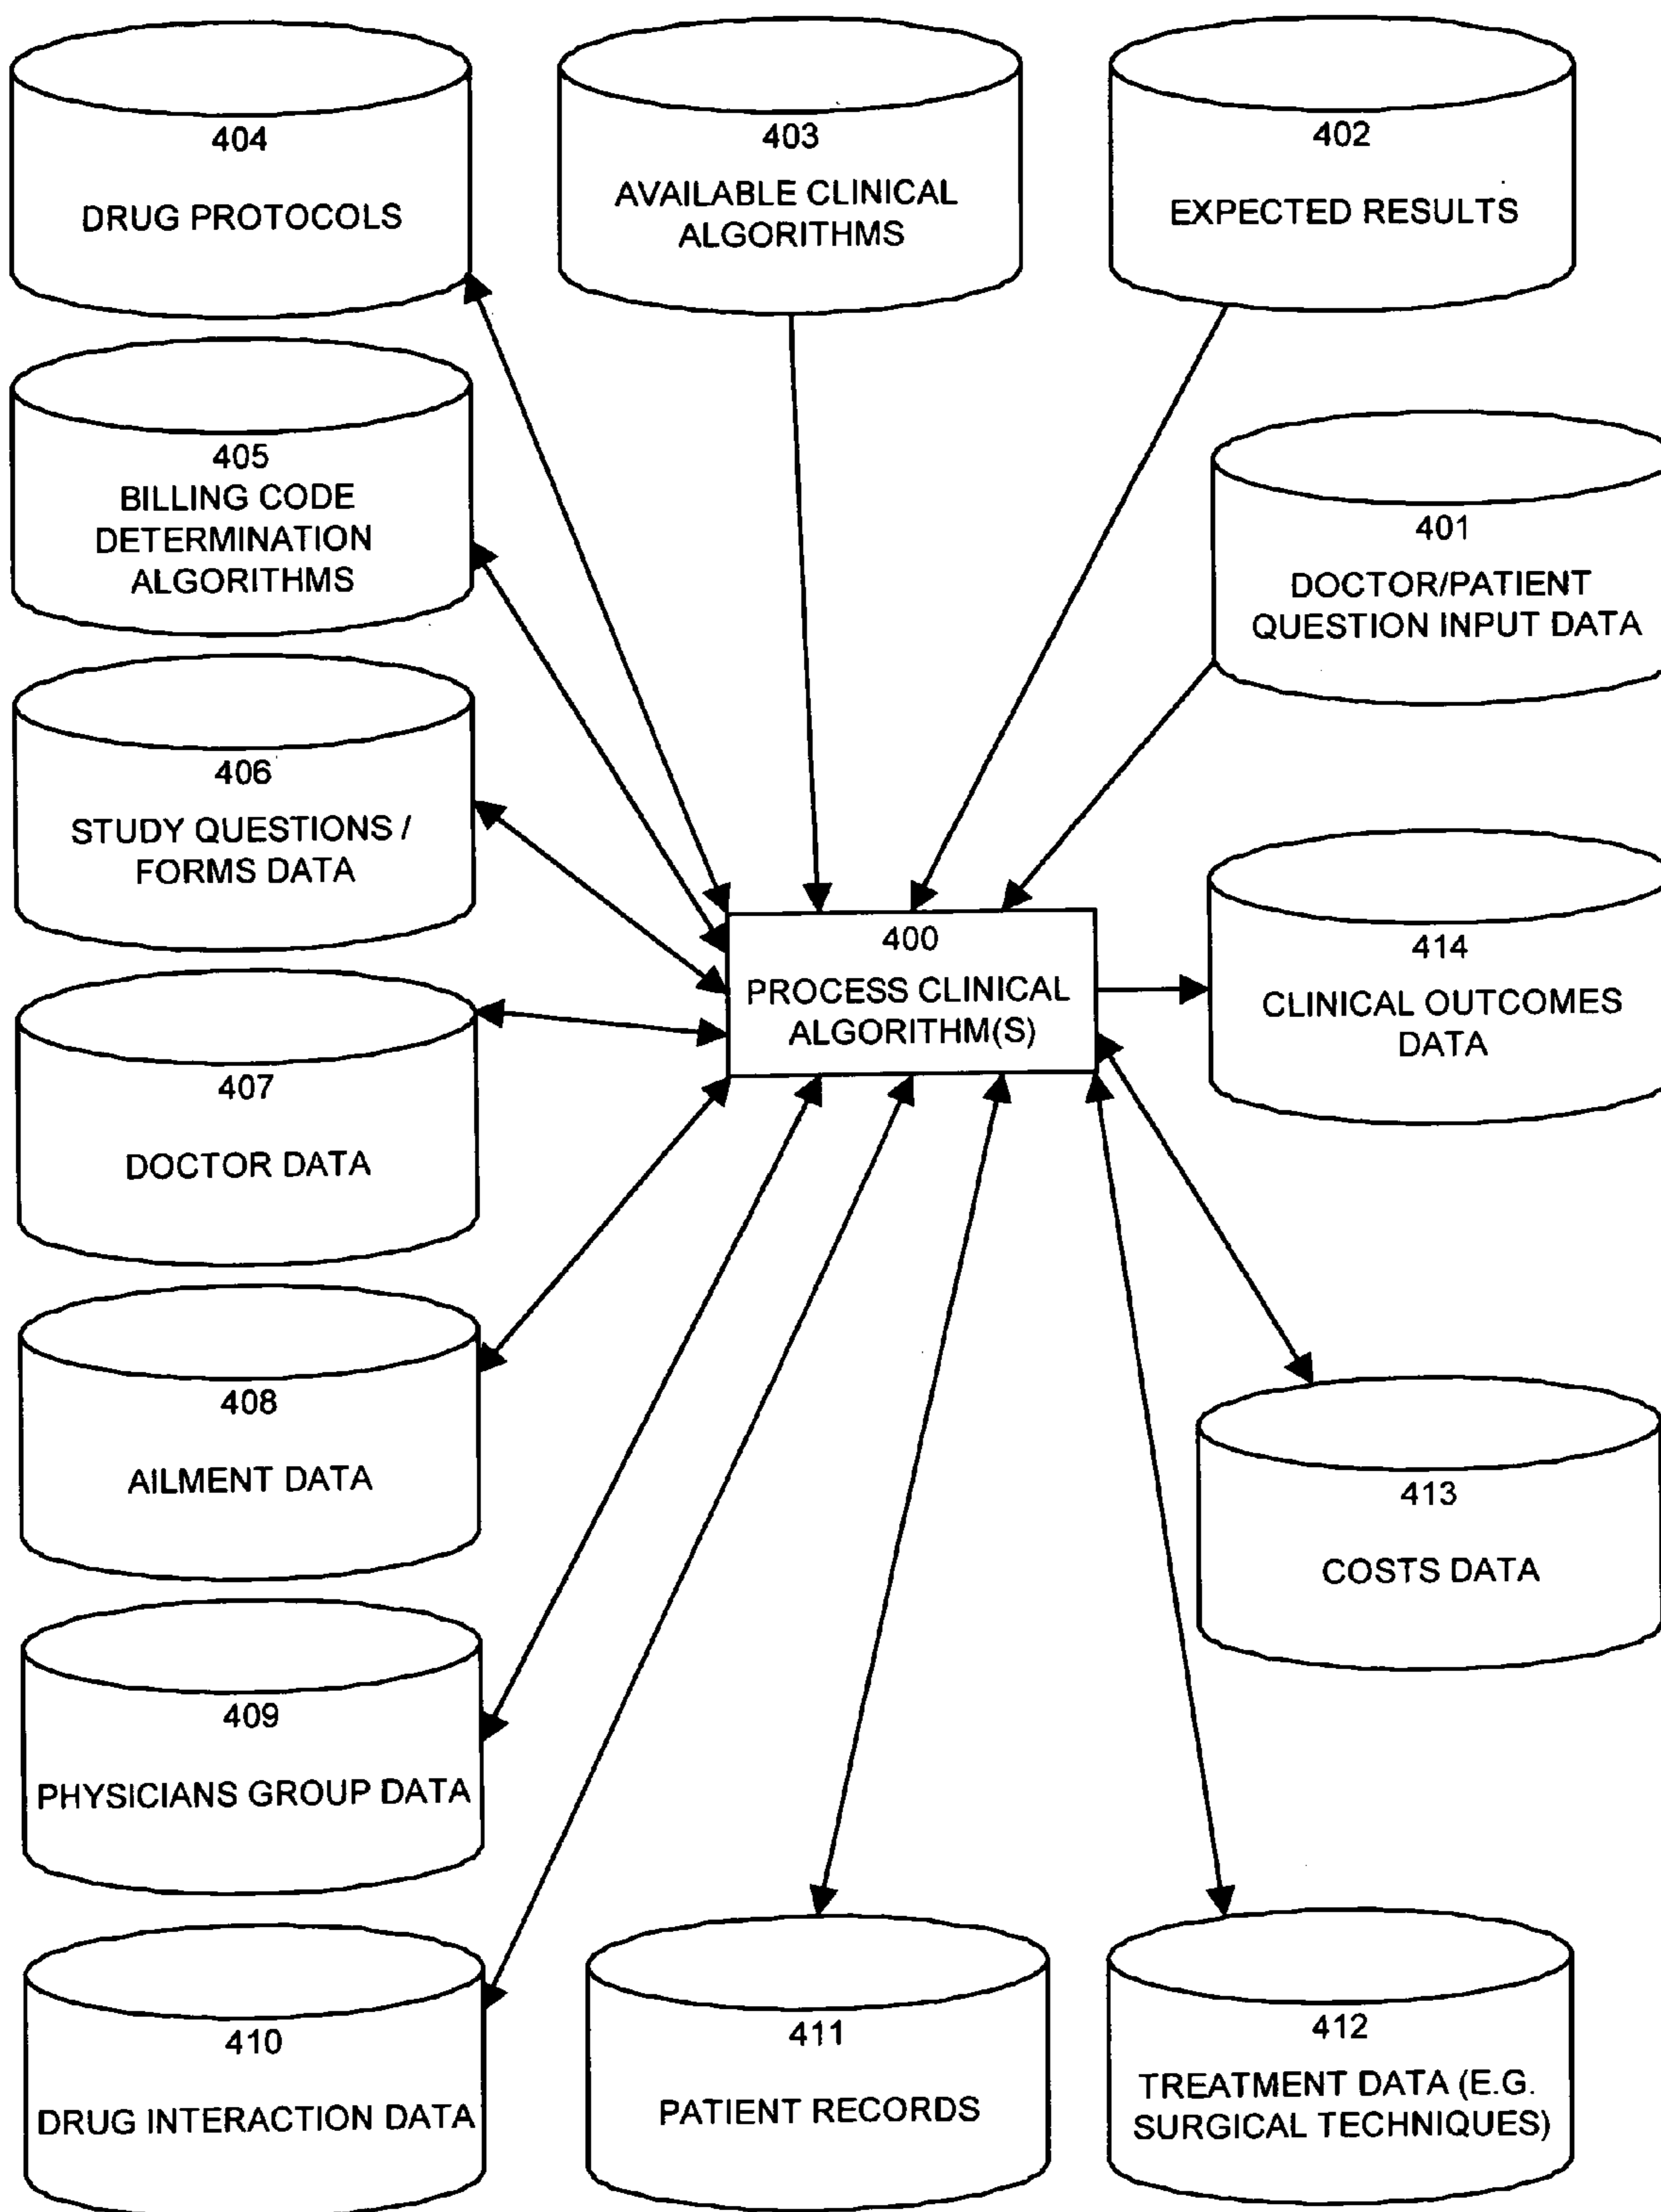 404
DRUG PROTOCOLS
403
AVAILABLE CLINICAL
ALGORITHMS
402
EXPECTED RESULTS
405
BILLING CODE
DETERMINATION
ALGORITHMS
401
DOCTOR/PATIENT
QUESTION INPUT DATA
406
STUDY QUESTIONS /
FORMS DATA
400
PROCESS CLINICAL
ALGORITHM(S)
414
CLINICAL OUTCOMES
DATA
407
DOCTOR DATA
408
AILMENT DATA
413
COSTS DATA
409
PHYSICIANS GROUP DATA
410
DRUG INTERACTION DATA
411
PATIENT RECORDS
412
TREATMENT DATA (E.G.
SURGICAL TECHNIQUES)